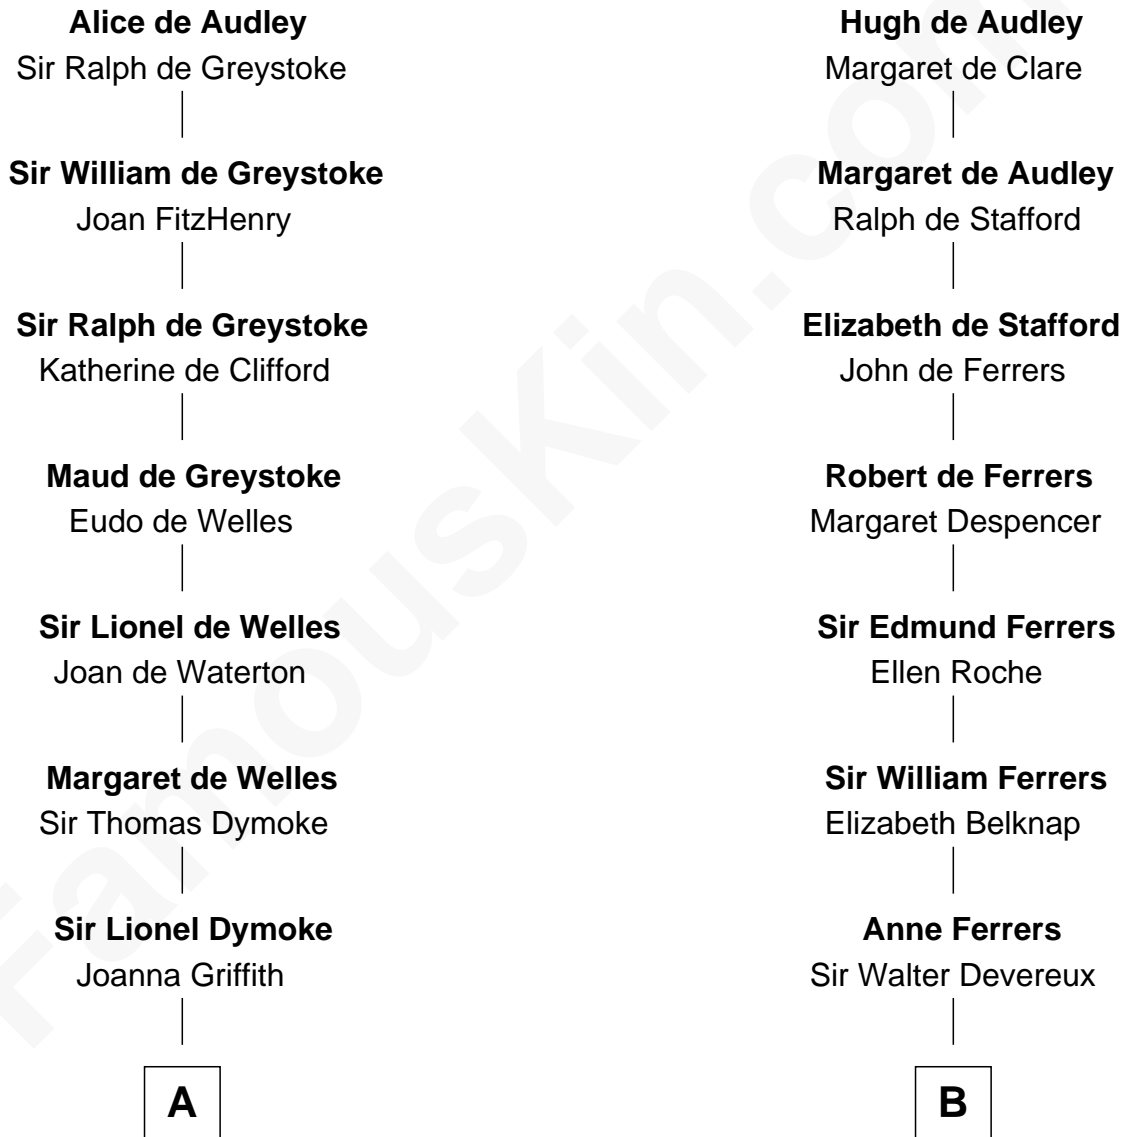 Alice de Audley
Sir Ralph de Greystoke
Sir William de Greystoke
Joan FitzHenry
Sir Ralph de Greystoke
Katherine de Clifford
Maud de Greystoke
Eudo de Welles
Sir Lionel de Welles
Joan de Waterton
Margaret de Welles
Sir Thomas Dymoke
Sir Lionel Dymoke
Joanna Griffith
A
Hugh de Audley
Margaret de Clare
Margaret de Audley
Ralph de Stafford
Elizabeth de Stafford
John de Ferrers
Robert de Ferrers
Margaret Despencer
Sir Edmund Ferrers
Ellen Roche
Sir William Ferrers
Elizabeth Belknap
Anne Ferrers
Sir Walter Devereux
B
FamousKin.com